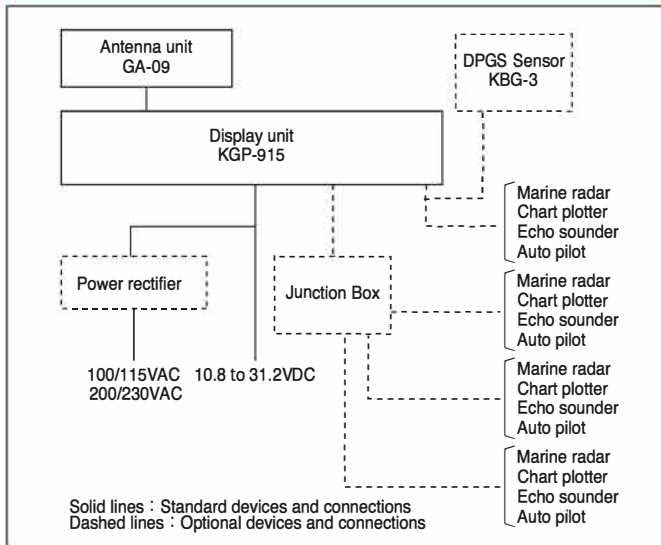 Antenna unit
GA-09
DPGS Sensor
KBG-3
Display unit
KGP-915
Marine radar
Chart plotter
Echo sounder
Auto pilot
Power rectifier
Junction Box
Marine radar
Chart plotter
Echo sounder
Auto pilot
100/115VAC
200/230VAC
10.8 to 31.2VDC
Marine radar
Chart plotter
Echo sounder
Auto pilot
Marine radar
Chart plotter
Echo sounder
Auto pilot
Solid lines : Standard devices and connections
Dashed lines : Optional devices and connections